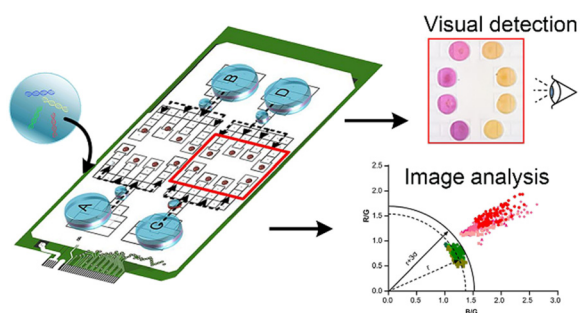 Visual detection
B
D
A
G
Image analysis
2.5
2.0
1.5
1.0
0.5
0.0
R/G
r+3σ
r
0.0
0.5
1.0
1.5
2.0
2.5
3.0
B/G